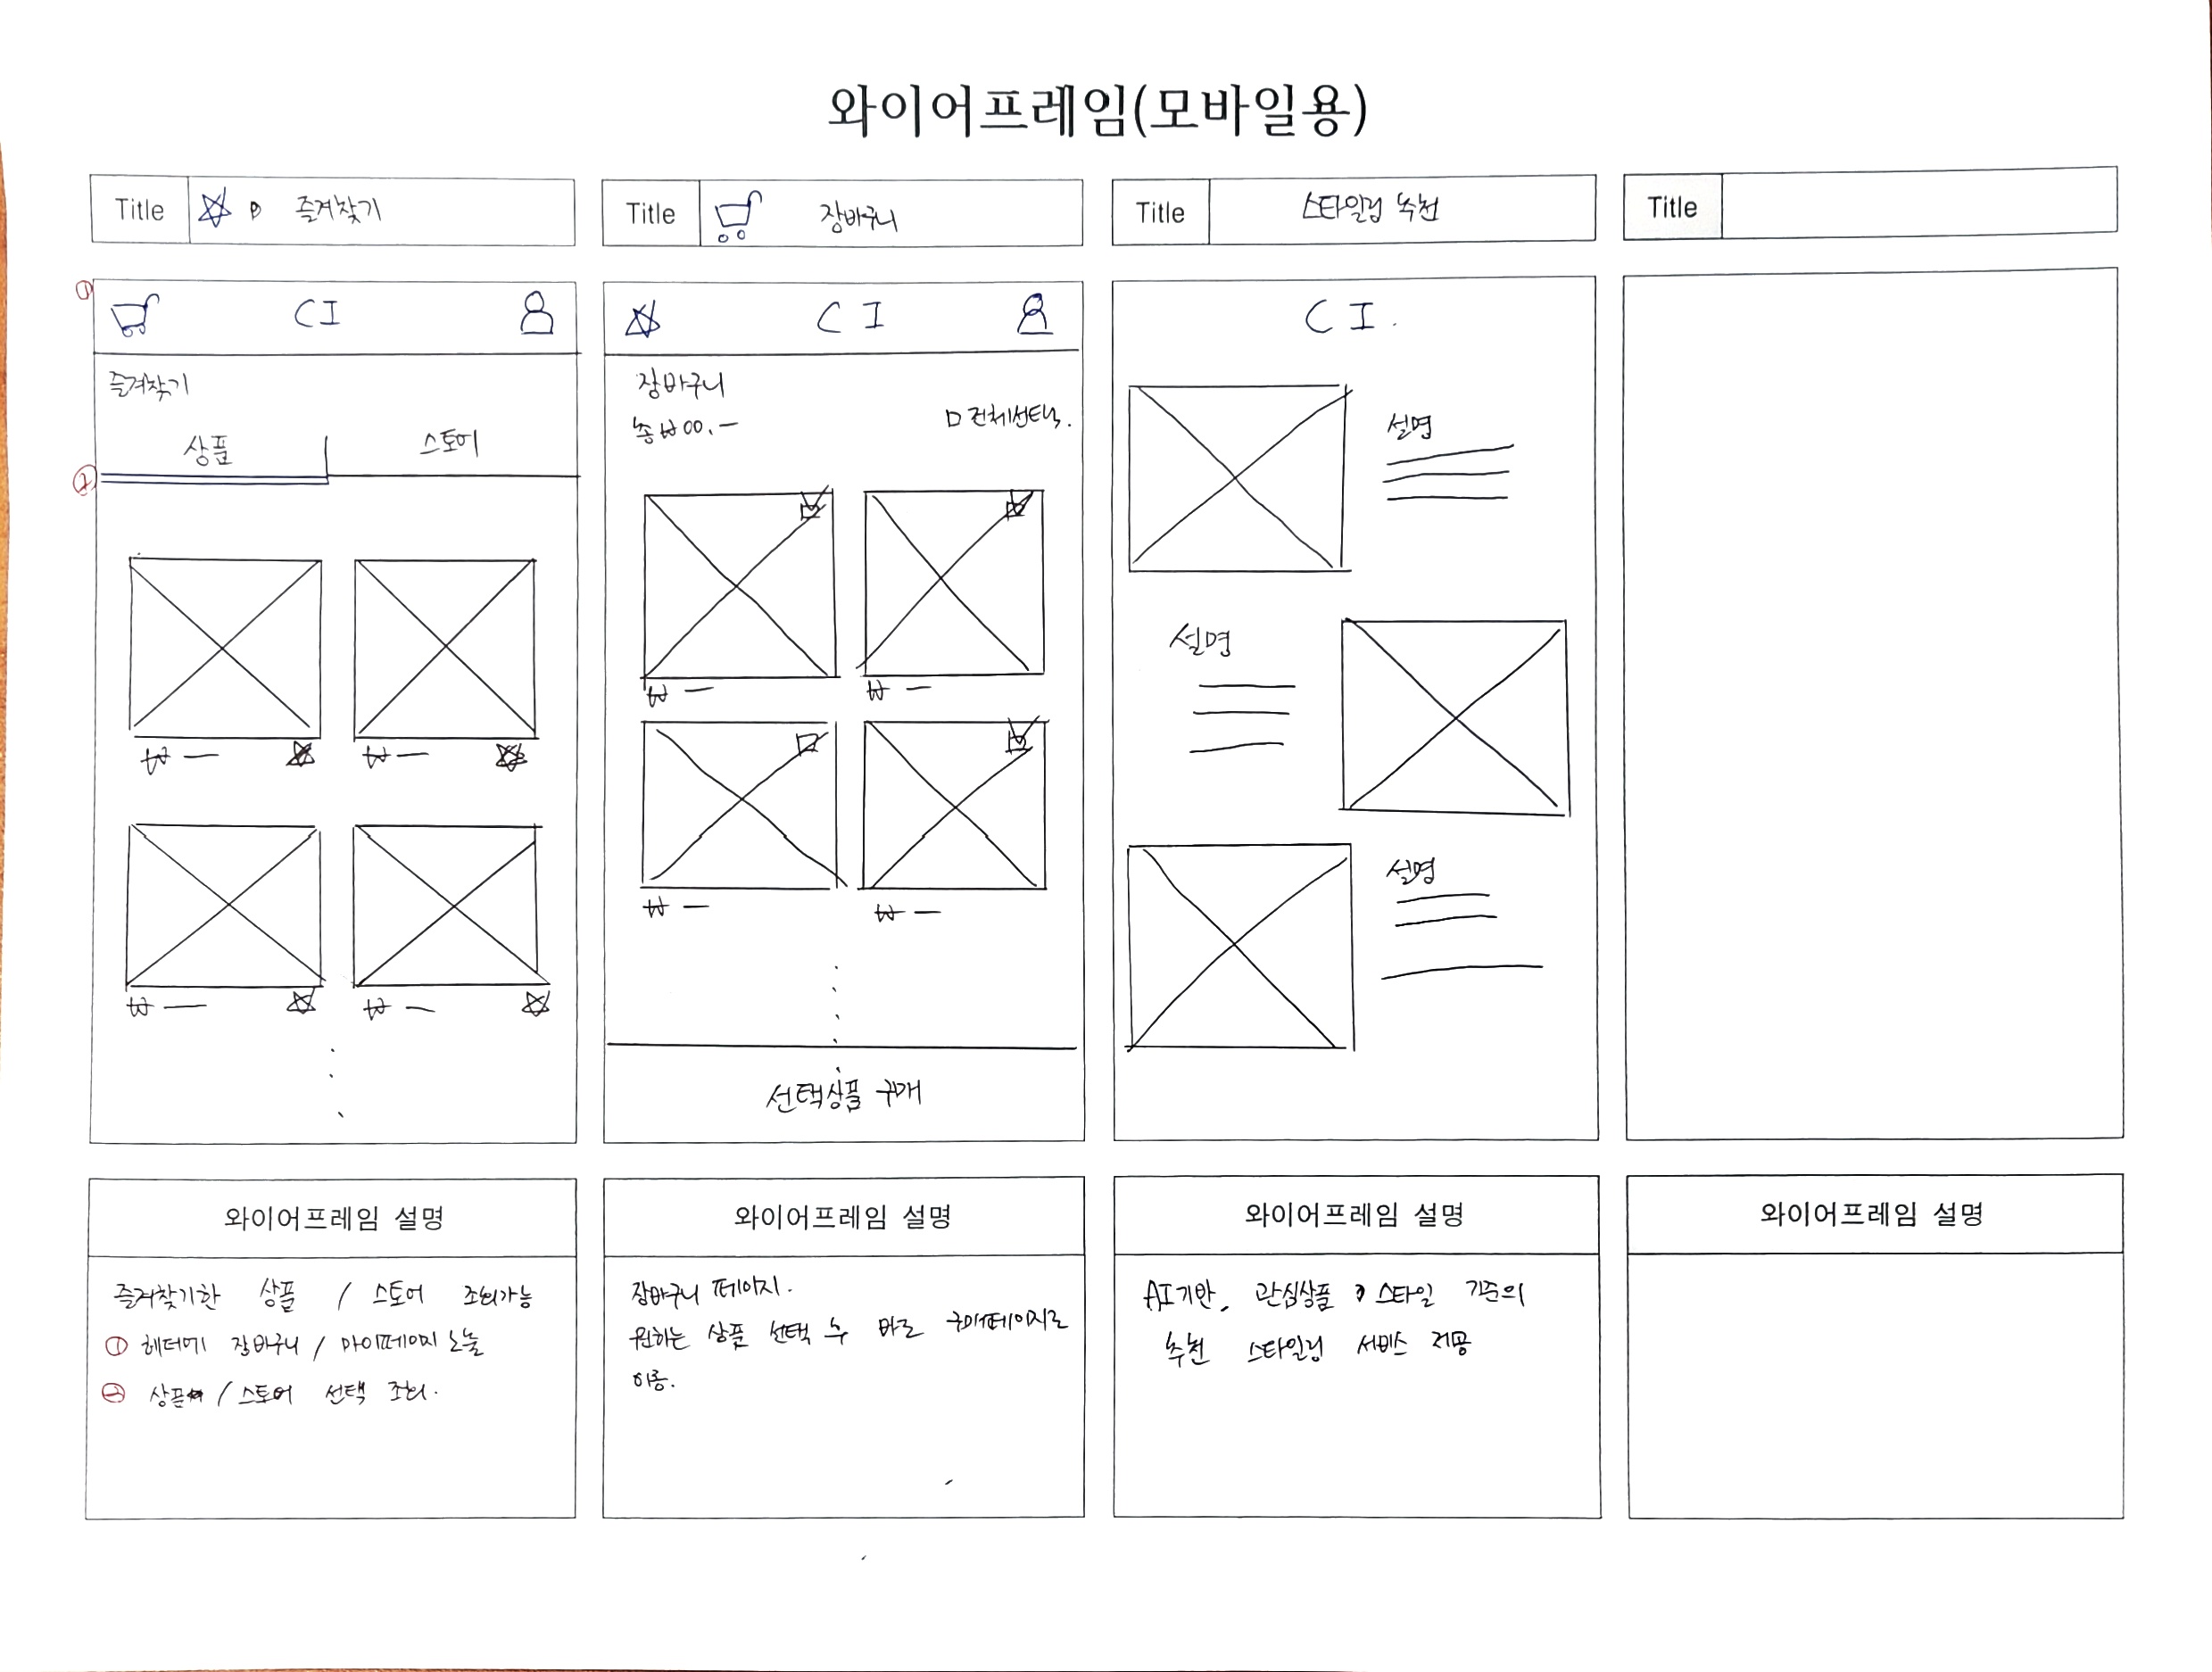 와이어프레임(모바일용)
Title 즐겨찾기
Title 장바구니
Title 스타일링 추천
Title
①
CI
즐겨찾기
상품 스토어
②
₩
₩
₩
₩
CI
장바구니
총 ₩00.-
전체선택.
₩
₩
₩
₩
선택상품 구매
CI.
설명
설명
설명
와이어프레임 설명
즐겨찾기한 상품 / 스토어 조회가능
① 헤더에 장바구니 / 마이페이지 노출
② 상품 / 스토어 선택 조회.
와이어프레임 설명
장바구니 페이지.
원하는 상품 선택 후 바로 구매페이지로
이동.
와이어프레임 설명
AI기반, 관심상품, 스타일 기준의
추천 스타일링 서비스 제공
와이어프레임 설명